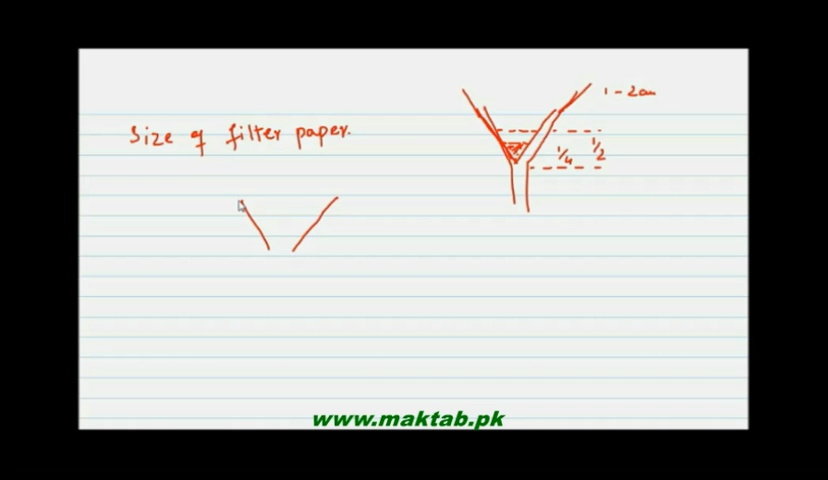 Size of filter paper.
1 - 2cm
1/4
1/2
www.maktab.pk